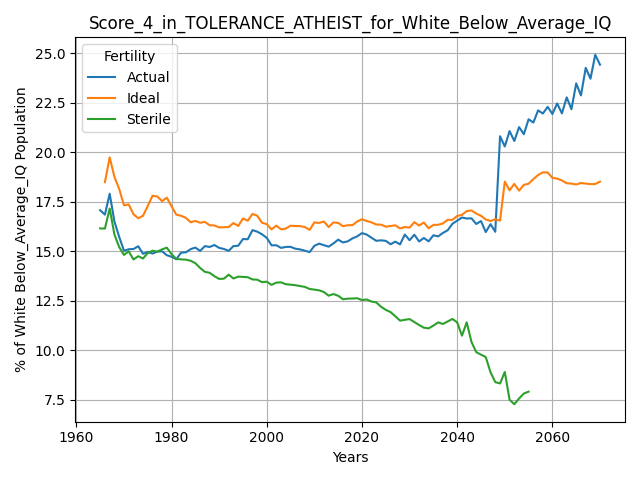 Score_4_in_TOLERANCE_ATHEIST_for_White_Below_Average_IQ
Fertility
Actual
Ideal
Sterile
% of White Below_Average_IQ Population
25.0
22.5
20.0
17.5
15.0
12.5
10.0
7.5
1960 1980 2000 2020 2040 2060
Years